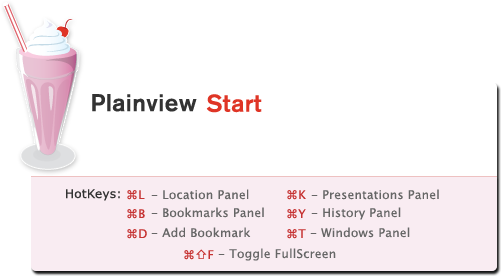 Plainview Start
HotKeys: ⌘L – Location Panel ⌘K – Presentations Panel
⌘B – Bookmarks Panel ⌘Y – History Panel
⌘D – Add Bookmark ⌘T – Windows Panel
⌘⇧F – Toggle FullScreen